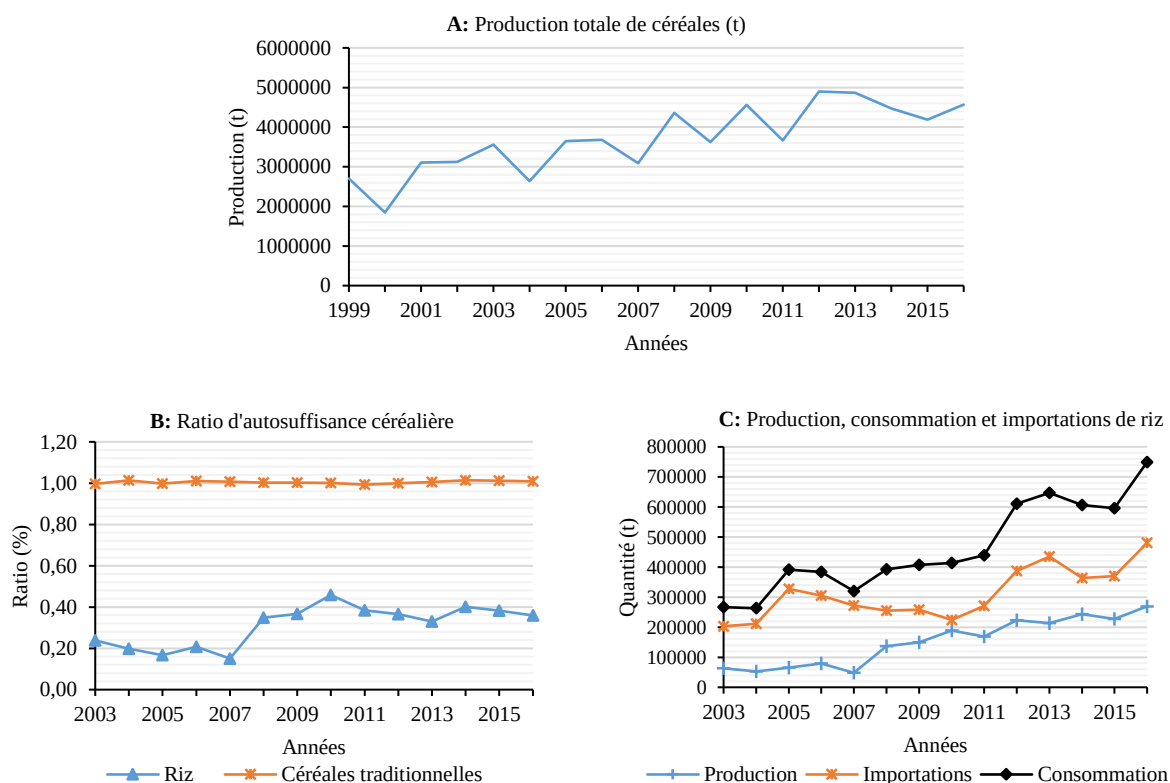 A: Production totale de céréales (t)
6000000
5000000
4000000
3000000
2000000
1000000
0
Production (t)
1999 2001 2003 2005 2007 2009 2011 2013 2015
Années
B: Ratio d'autosuffisance céréalière
1,20
1,00
0,80
0,60
0,40
0,20
0,00
Ratio (%)
2003 2005 2007 2009 2011 2013 2015
Années
Riz Céréales traditionnelles
C: Production, consommation et importations de riz
800000
700000
600000
500000
400000
300000
200000
100000
0
Quantité (t)
2003 2005 2007 2009 2011 2013 2015
Années
Production Importations Consommation